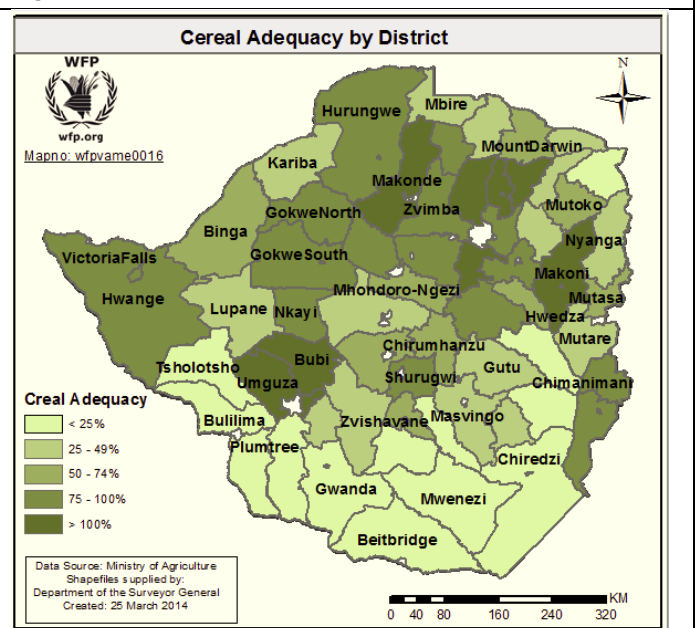 Cereal Adequacy by District
WFP
wfp.org
Mapno: wfpvame0016
N
Hurungwe
Mbire
MountDarwin
Kariba
Makonde
Zvimba
Mutoko
GokweNorth
Binga
Nyanga
VictoriaFalls
GokweSouth
Makoni
Hwange
Mhondoro-Ngezi
Mutasa
Lupane
Nkayi
Hwedza
Mutare
Chirumhanzu
Bubi
Tsholotsho
Gutu
Umguza
Shurugwi
Chimanimani
Creal Adequacy
< 25%
25 - 49%
50 - 74%
75 - 100%
> 100%
Bulilima
Zvishavane
Masvingo
Plumtree
Chiredzi
Gwanda
Mwenezi
Beitbridge
Data Source: Ministry of Agriculture
Shapefiles supplied by:
Department of the Surveyor General
Created: 25 March 2014
KM
0 40 80 160 240 320